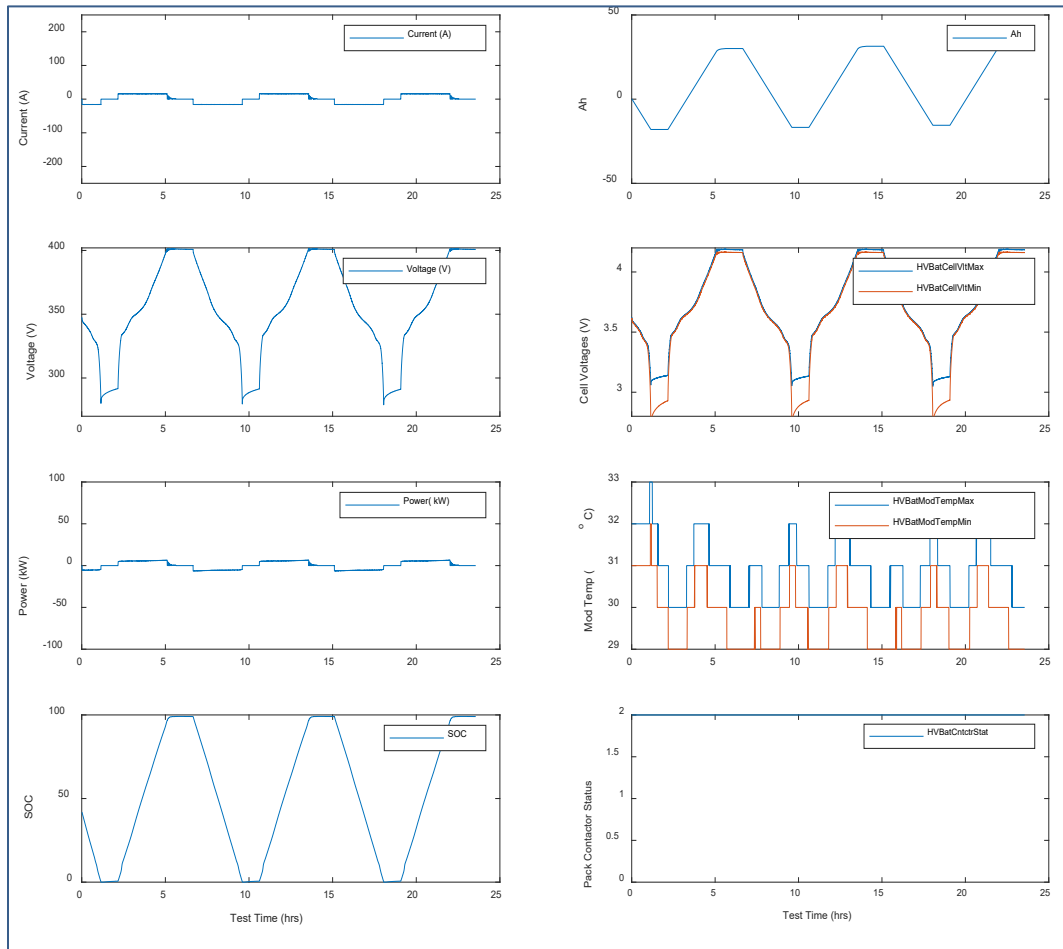 200
100
0
-100
-200
Current (A)
Current (A)
0 5 10 15 20 25
50
0
-50
Ah
Ah
0 5 10 15 20 25
400
350
300
Voltage (V)
Voltage (V)
0 5 10 15 20 25
4
3.5
3
Cell Voltages (V)
HVBatCellVltMax
HVBatCellVltMin
0 5 10 15 20 25
100
50
0
-50
-100
Power (kW)
Power( kW)
0 5 10 15 20 25
33
32
31
30
29
Mod Temp ( o C)
HVBatModTempMax
HVBatModTempMin
0 5 10 15 20 25
100
50
0
SOC
SOC
0 5 10 15 20 25
Test Time (hrs)
2
1.5
1
0.5
0
Pack Contactor Status
HVBatCntctrStat
0 5 10 15 20 25
Test Time (hrs)